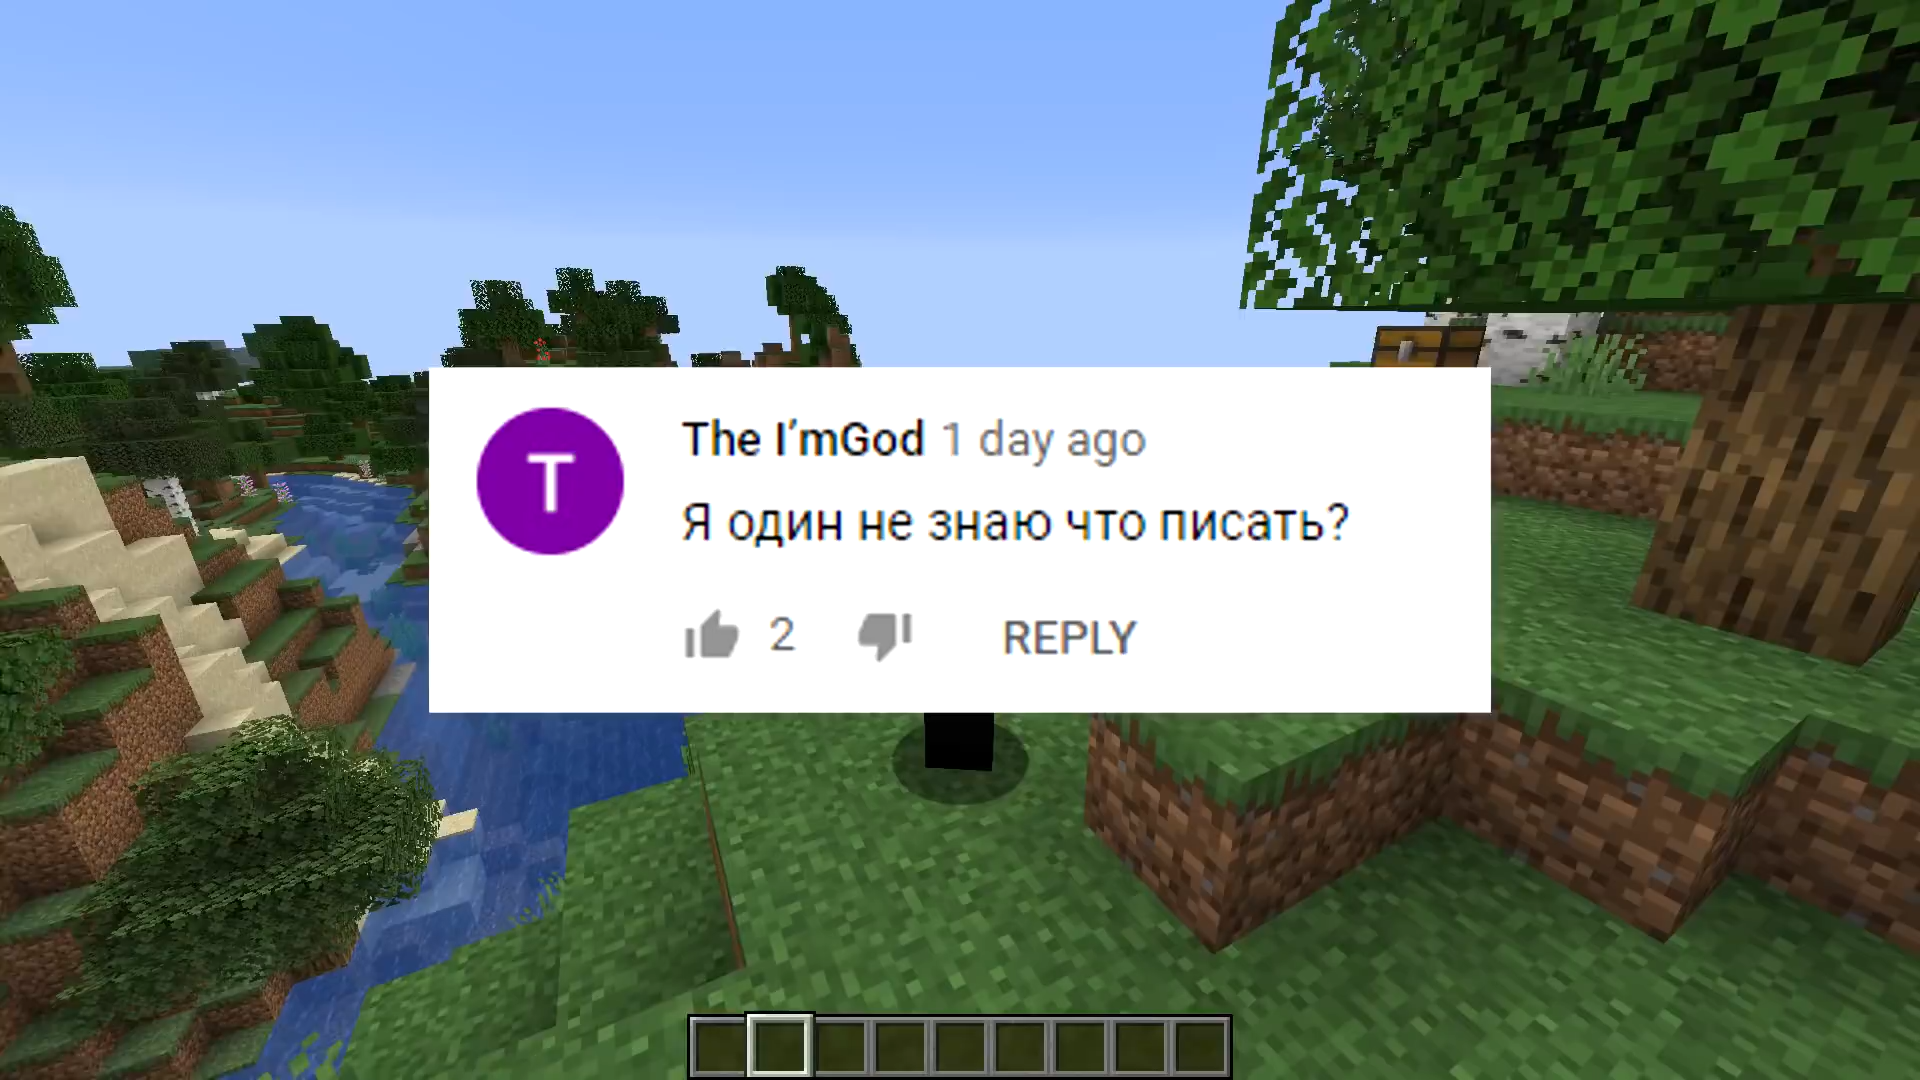 T
The I’mGod 1 day ago
Я один не знаю что писать?
2 REPLY